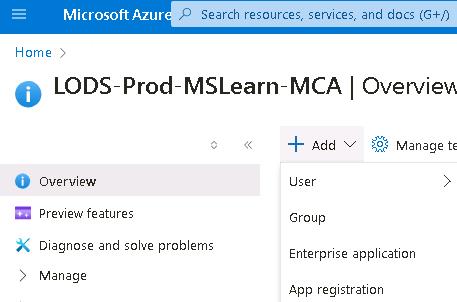 Microsoft Azure
Search resources, services, and docs (G+/)
Home
LODS-Prod-MSLearn-MCA | Overview
Add
Manage te
Overview
Preview features
Diagnose and solve problems
Manage
User
Group
Enterprise application
App registration